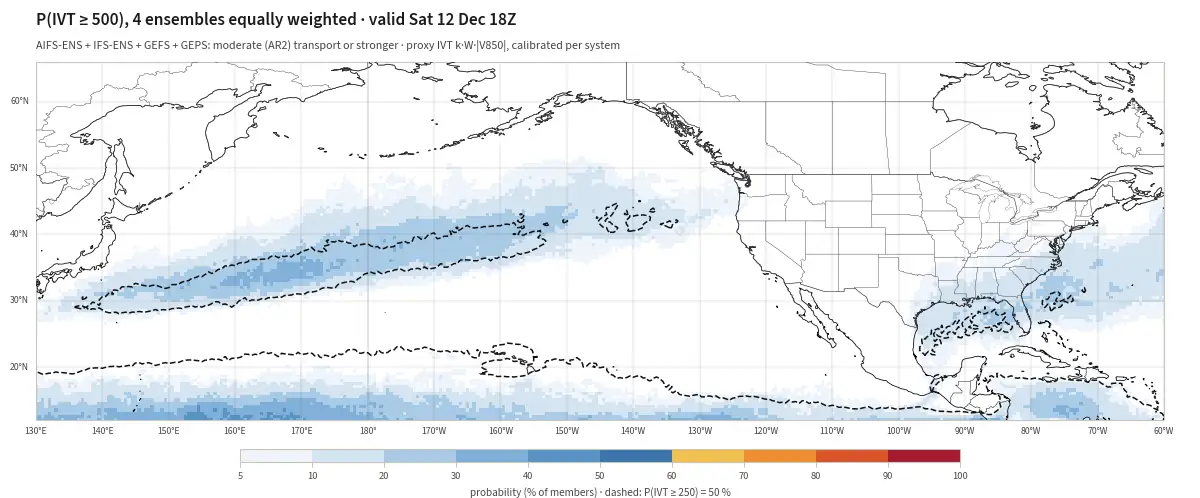 P(IVT ≥ 500), 4 ensembles equally weighted · valid Sat 12 Dec 18Z
AIFS-ENS + IFS-ENS + GEFS + GEPS: moderate (AR2) transport or stronger · proxy IVT k·W·|V850|, calibrated per system
60°N
50°N
40°N
30°N
20°N
130°E 140°E 150°E 160°E 170°E 180° 170°W 160°W 150°W 140°W 130°W 120°W 110°W 100°W 90°W 80°W 70°W 60°W
5 10 20 30 40 50 60 70 80 90 100
probability (% of members) · dashed: P(IVT ≥ 250) = 50 %